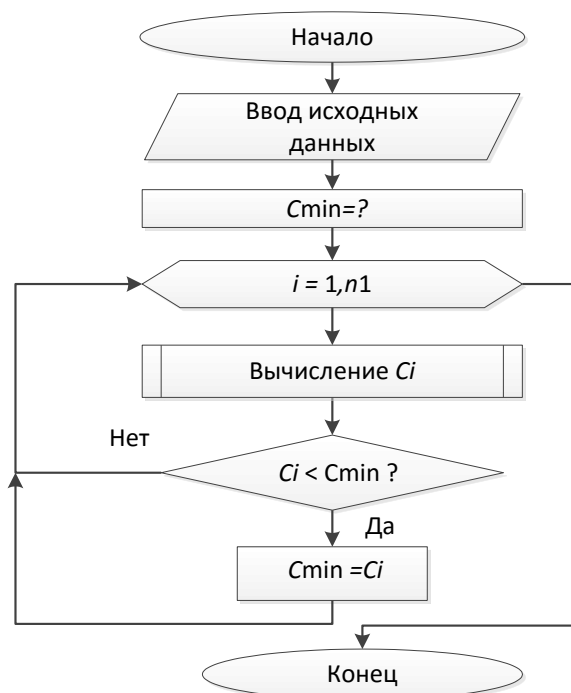 Начало
Ввод исходных
данных
Cmin=?
i = 1,n1
Вычисление Ci
Нет
Ci < Cmin ?
Да
Cmin =Ci
Конец